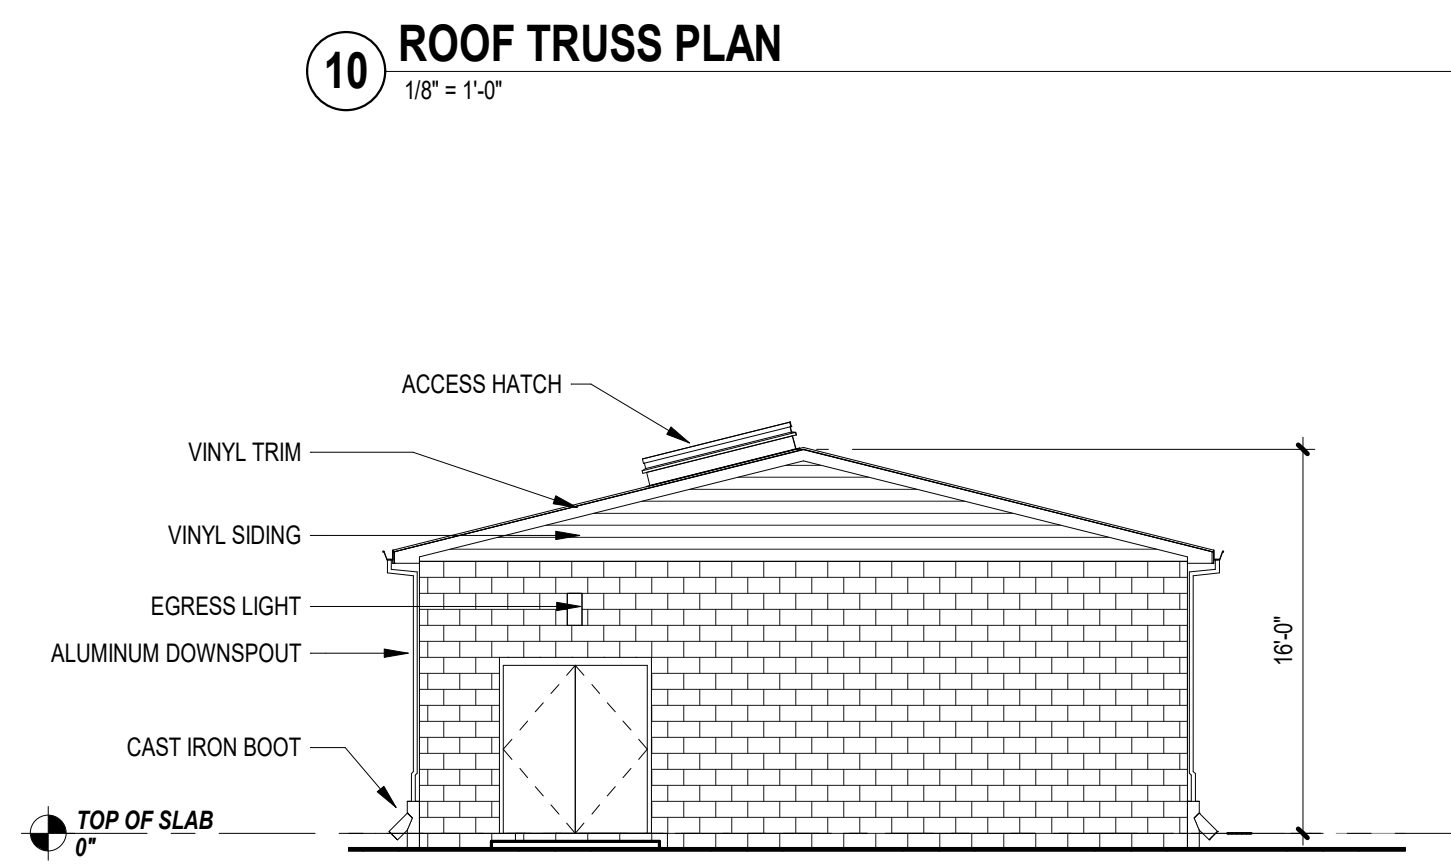 10
ROOF TRUSS PLAN
1/8" = 1'-0"
ACCESS HATCH
VINYL TRIM
VINYL SIDING
EGRESS LIGHT
ALUMINUM DOWNSPOUT
CAST IRON BOOT
TOP OF SLAB
0"
16'-0"